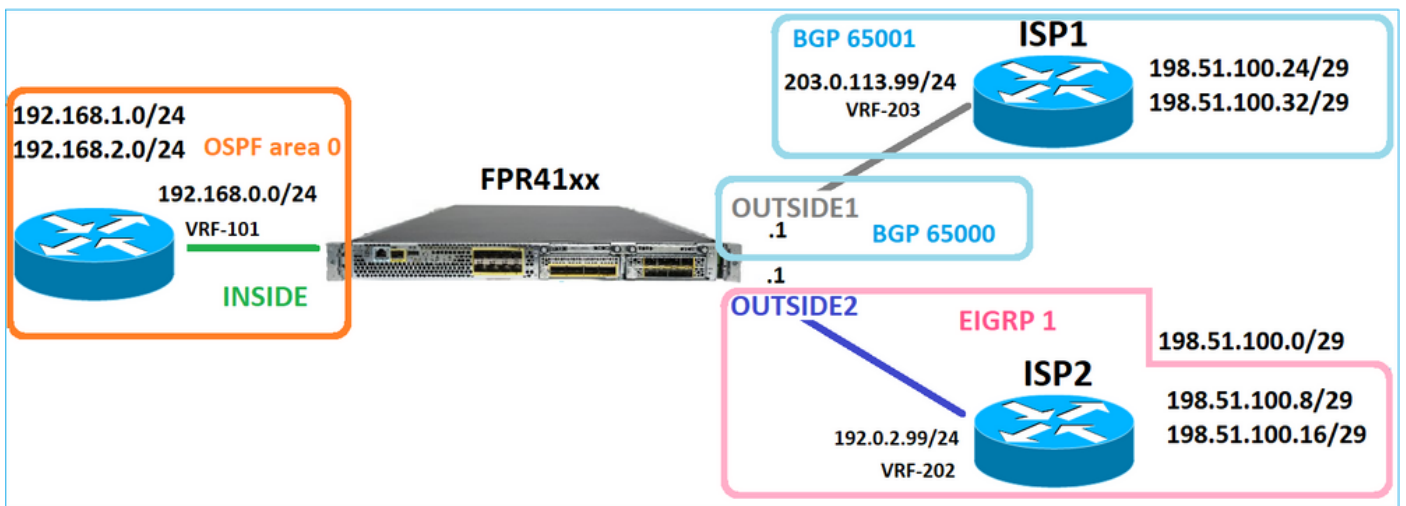 192.168.1.0/24
192.168.2.0/24
OSPF area 0
192.168.0.0/24
VRF-101
INSIDE
FPR41xx
BGP 65001
ISP1
203.0.113.99/24
VRF-203
198.51.100.24/29
198.51.100.32/29
OUTSIDE1
.1
BGP 65000
.1
OUTSIDE2
EIGRP 1
198.51.100.0/29
ISP2
192.0.2.99/24
VRF-202
198.51.100.8/29
198.51.100.16/29